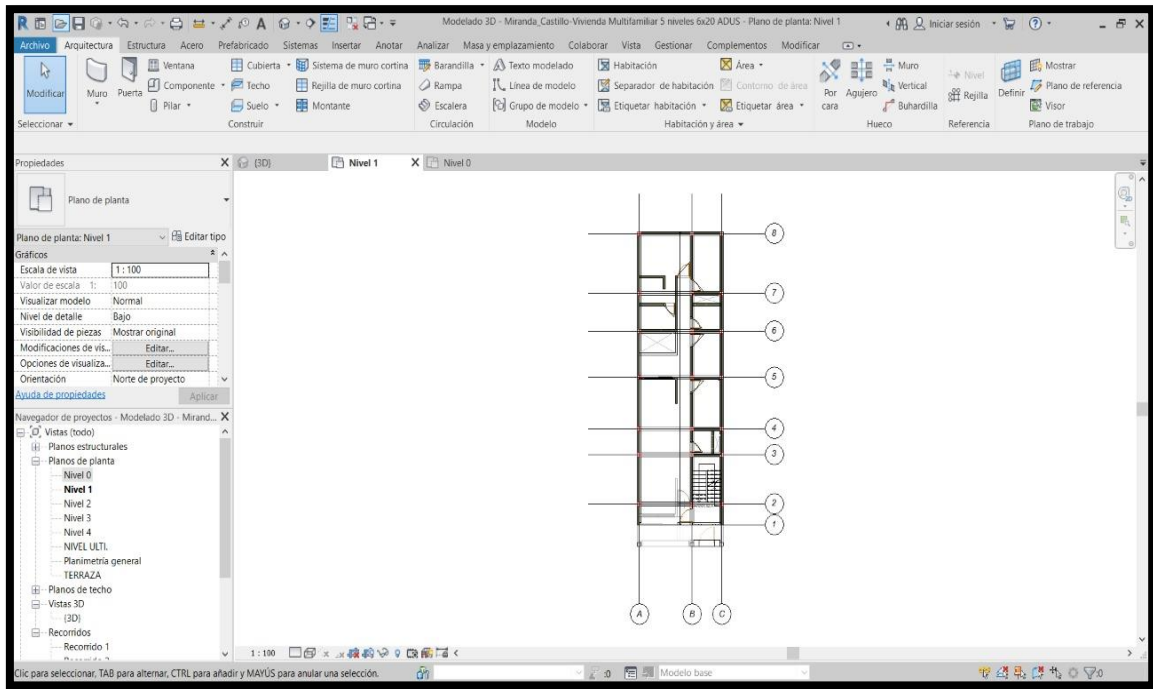 Modelado 3D - Miranda_Castillo-Vivienda Multifamiliar 5 niveles 6x20 ADUS - Plano de planta: Nivel 1
Iniciar sesión
Archivo Arquitectura Estructura Acero Prefabricado Sistemas Insertar Anotar Analizar Masa y emplazamiento Colaborar Vista Gestionar Complementos Modificar
Modificar
Muro
Puerta
Ventana
Componente
Pilar
Cubierta
Techo
Suelo
Sistema de muro cortina
Rejilla de muro cortina
Montante
Barandilla
Rampa
Escalera
Texto modelado
Línea de modelo
Grupo de modelo
Habitación
Separador de habitación
Etiquetar habitación
Área
Contorno de área
Etiquetar área
Por cara
Agujero
Muro
Vertical
Buhardilla
Nivel
Rejilla
Definir
Mostrar
Plano de referencia
Visor
Seleccionar Construir Circulación Modelo Habitación y área Hueco Referencia Plano de trabajo
Propiedades X
{3D} Nivel 1 X Nivel 0
Plano de planta
Plano de planta: Nivel 1 Editar tipo
Gráficos
Escala de vista 1 : 100
Valor de escala 1: 100
Visualizar modelo Normal
Nivel de detalle Bajo
Visibilidad de piezas Mostrar original
Modificaciones de vis... Editar...
Opciones de visualiza... Editar...
Orientación Norte de proyecto
Ayuda de propiedades Aplicar
Navegador de proyectos - Modelado 3D - Mirand... X
Vistas (todo)
Planos estructurales
Planos de planta
Nivel 0
Nivel 1
Nivel 2
Nivel 3
Nivel 4
NIVEL ULTI.
Planimetría general
TERRAZA
Planos de techo
Vistas 3D
{3D}
Recorridos
Recorrido 1
8
7
6
5
4
3
2
1
A B C
1 : 100
Clic para seleccionar, TAB para alternar, CTRL para añadir y MAYÚS para anular una selección.
:0
Modelo base
:0